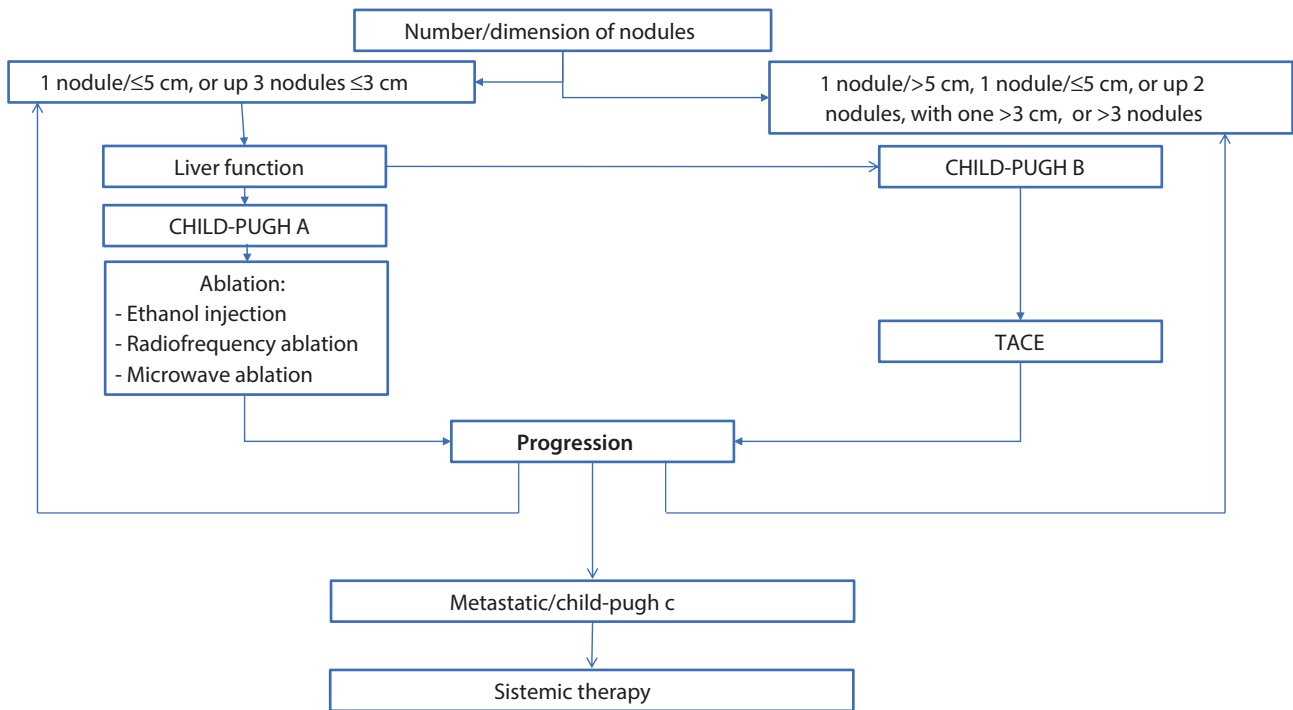 Number/dimension of nodules
1 nodule/≤5 cm, or up 3 nodules ≤3 cm
1 nodule/>5 cm, 1 nodule/≤5 cm, or up 2
nodules, with one >3 cm, or >3 nodules
Liver function
CHILD-PUGH B
CHILD-PUGH A
Ablation:
- Ethanol injection
- Radiofrequency ablation
- Microwave ablation
TACE
Progression
Metastatic/child-pugh c
Sistemic therapy